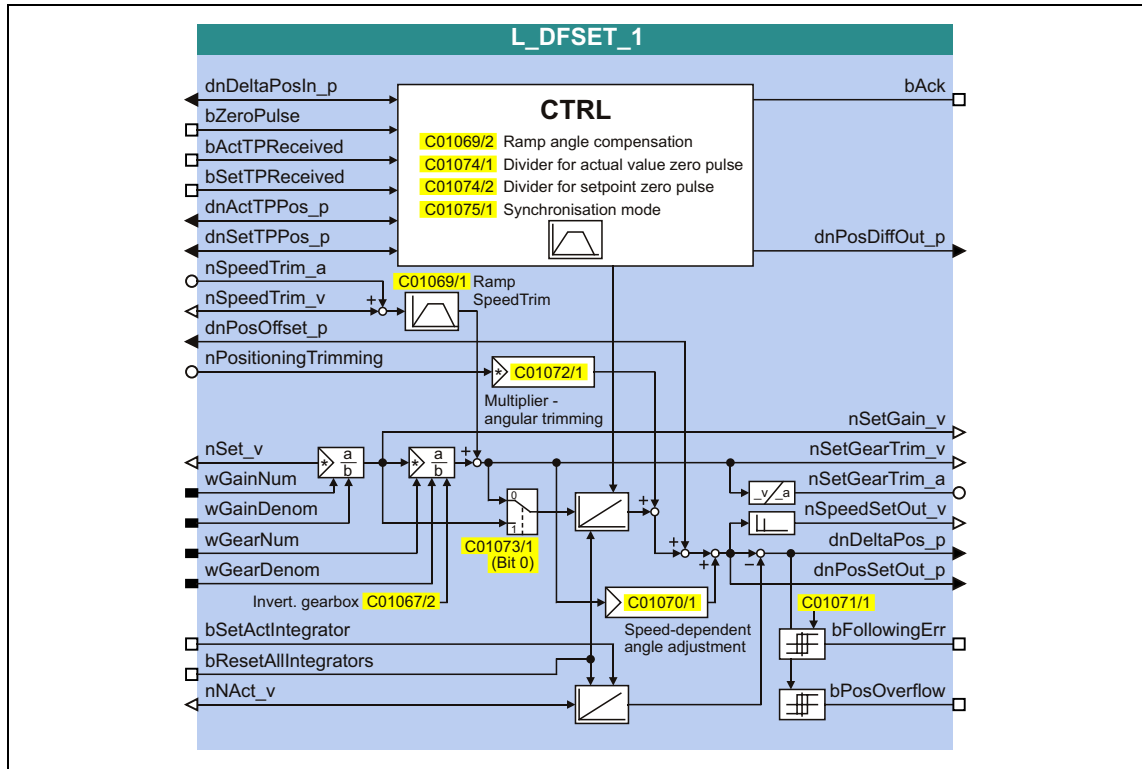 L_DFSET_1
dnDeltaPosIn_p
bZeroPulse
bActTPReceived
bSetTPReceived
dnActTPPos_p
dnSetTPPos_p
nSpeedTrim_a
nSpeedTrim_v
dnPosOffset_p
nPositioningTrimming
CTRL
C01069/2 Ramp angle compensation
C01074/1 Divider for actual value zero pulse
C01074/2 Divider for setpoint zero pulse
C01075/1 Synchronisation mode
bAck
dnPosDiffOut_p
C01069/1 Ramp
SpeedTrim
+
* C01072/1
Multiplier -
angular trimming
nSet_v
wGainNum
wGainDenom
wGearNum
wGearDenom
* a
b
* a
b
+
0
1
C01073/1
(Bit 0)
Invert. gearbox C01067/2
+
+
+
−
C01070/1
Speed-dependent
angle adjustment
bSetActIntegrator
bResetAllIntegrators
nNAct_v
nSetGain_v
nSetGearTrim_v
_v/_a
nSetGearTrim_a
nSpeedSetOut_v
dnDeltaPos_p
dnPosSetOut_p
C01071/1
bFollowingErr
bPosOverflow